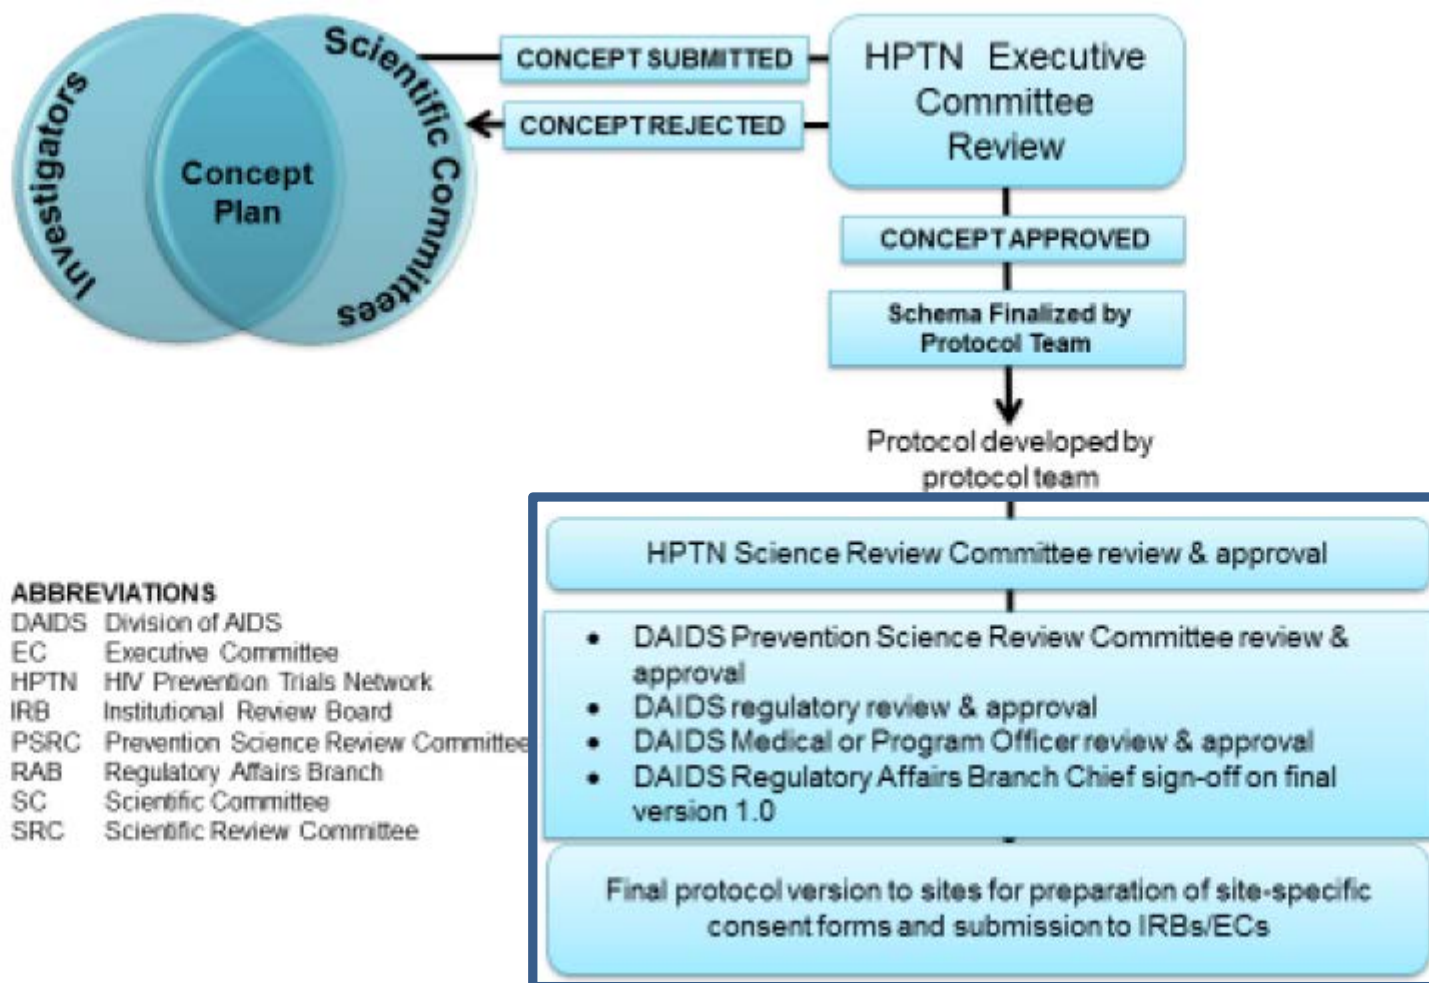 Investigators
Concept
Plan
Scientific Committees
CONCEPT SUBMITTED
CONCEPT REJECTED
HPTN Executive
Committee
Review
CONCEPT APPROVED
Schema Finalized by
Protocol Team
Protocol developed by
protocol team
HPTN Science Review Committee review & approval
• DAIDS Prevention Science Review Committee review &
approval
• DAIDS regulatory review & approval
• DAIDS Medical or Program Officer review & approval
• DAIDS Regulatory Affairs Branch Chief sign-off on final
version 1.0
Final protocol version to sites for preparation of site-specific
consent forms and submission to IRBs/ECs
ABBREVIATIONS
DAIDS Division of AIDS
EC Executive Committee
HPTN HIV Prevention Trials Network
IRB Institutional Review Board
PSRC Prevention Science Review Committee
RAB Regulatory Affairs Branch
SC Scientific Committee
SRC Scientific Review Committee